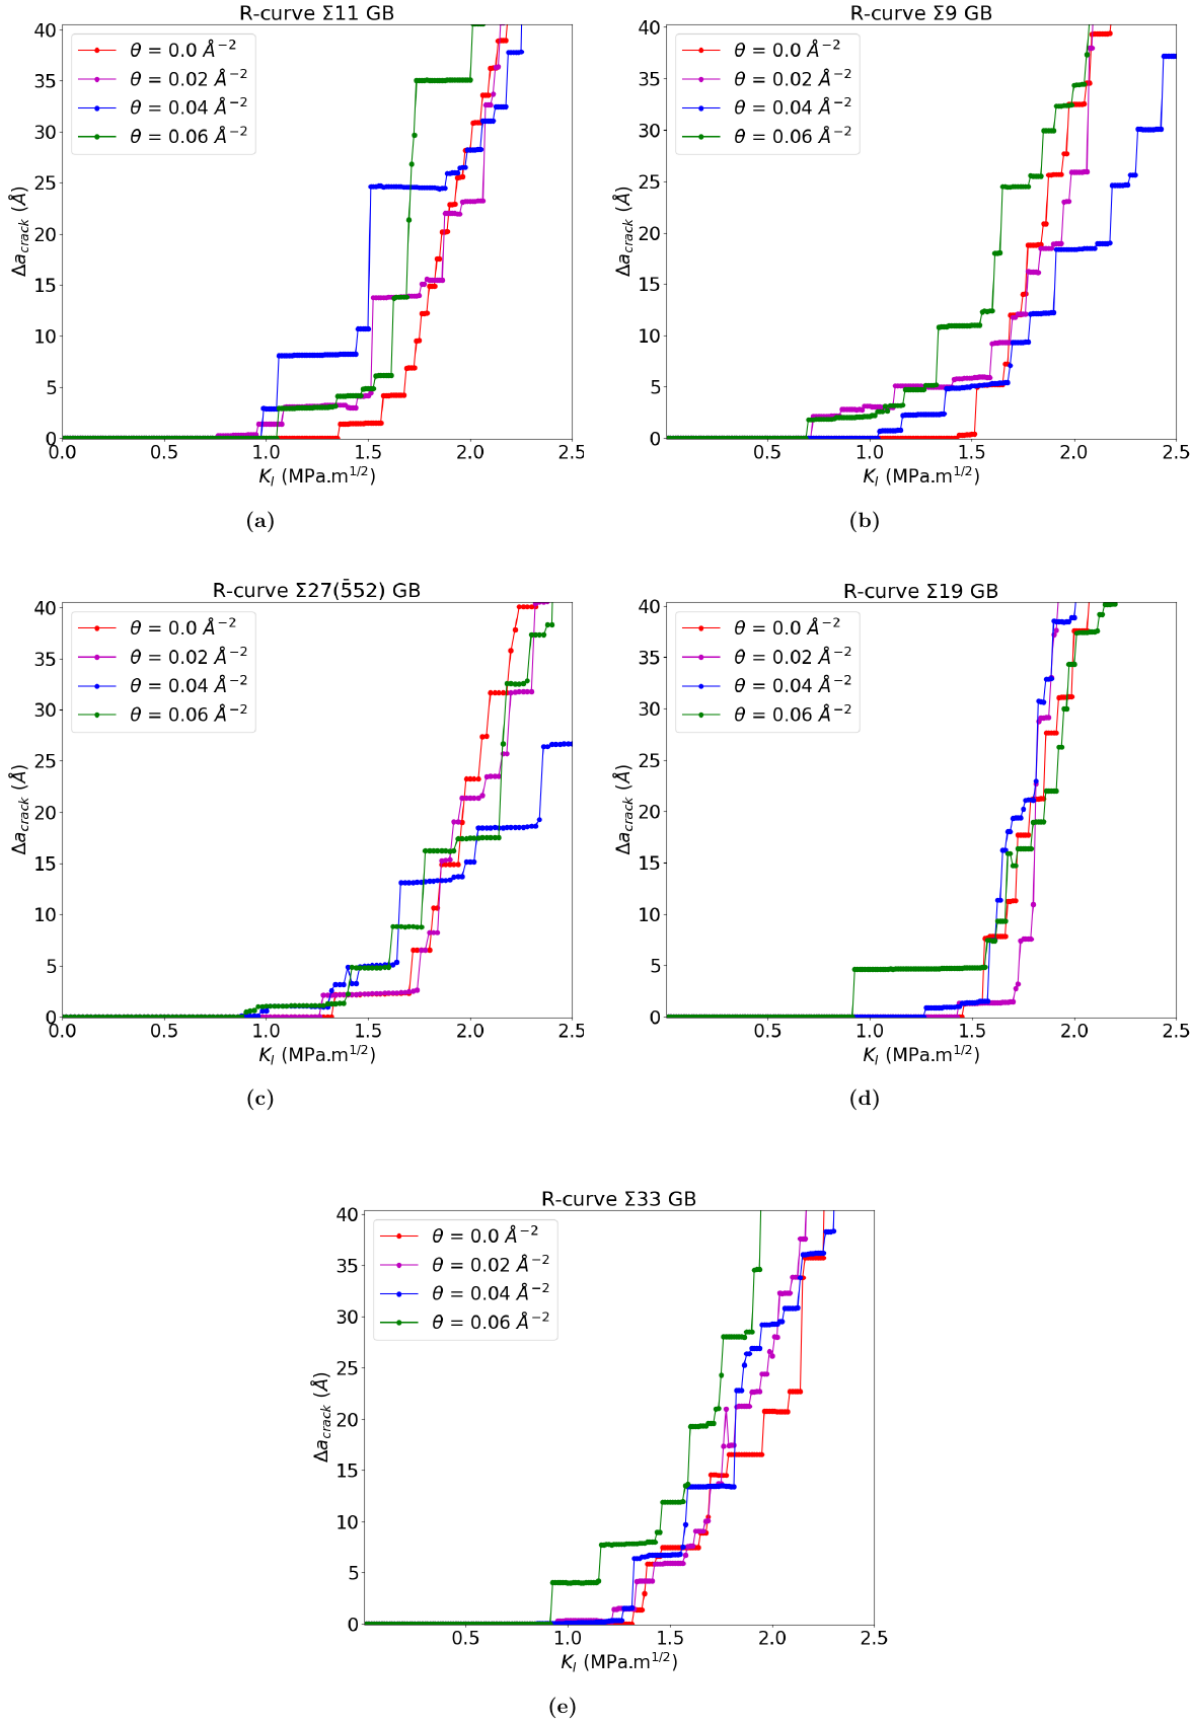 R-curve Σ11 GB
θ = 0.0 Å⁻²
θ = 0.02 Å⁻²
θ = 0.04 Å⁻²
θ = 0.06 Å⁻²
40
35
30
25
20
15
10
5
0
Δa_crack (Å)
0.0 0.5 1.0 1.5 2.0 2.5
K_I (MPa.m^1/2)
(a)
R-curve Σ9 GB
θ = 0.0 Å⁻²
θ = 0.02 Å⁻²
θ = 0.04 Å⁻²
θ = 0.06 Å⁻²
40
35
30
25
20
15
10
5
0
Δa_crack (Å)
0.5 1.0 1.5 2.0 2.5
K_I (MPa.m^1/2)
(b)
R-curve Σ27(5̄52) GB
θ = 0.0 Å⁻²
θ = 0.02 Å⁻²
θ = 0.04 Å⁻²
θ = 0.06 Å⁻²
40
35
30
25
20
15
10
5
0
Δa_crack (Å)
0.0 0.5 1.0 1.5 2.0 2.5
K_I (MPa.m^1/2)
(c)
R-curve Σ19 GB
θ = 0.0 Å⁻²
θ = 0.02 Å⁻²
θ = 0.04 Å⁻²
θ = 0.06 Å⁻²
40
35
30
25
20
15
10
5
0
Δa_crack (Å)
0.5 1.0 1.5 2.0 2.5
K_I (MPa.m^1/2)
(d)
R-curve Σ33 GB
θ = 0.0 Å⁻²
θ = 0.02 Å⁻²
θ = 0.04 Å⁻²
θ = 0.06 Å⁻²
40
35
30
25
20
15
10
5
0
Δa_crack (Å)
0.5 1.0 1.5 2.0 2.5
K_I (MPa.m^1/2)
(e)